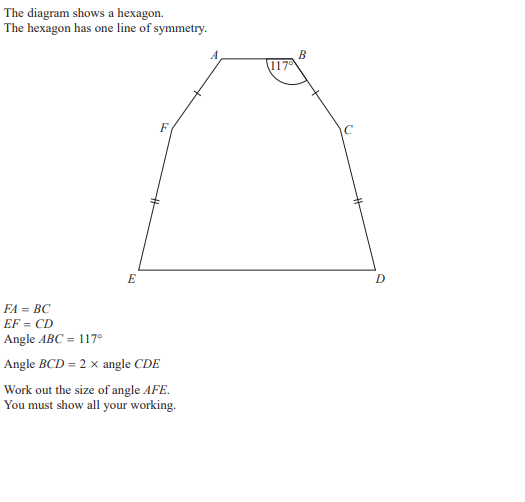 The diagram shows a hexagon.
The hexagon has one line of symmetry.
A B
117°
F C
E D
FA = BC
EF = CD
Angle ABC = 117°
Angle BCD = 2 × angle CDE
Work out the size of angle AFE.
You must show all your working.